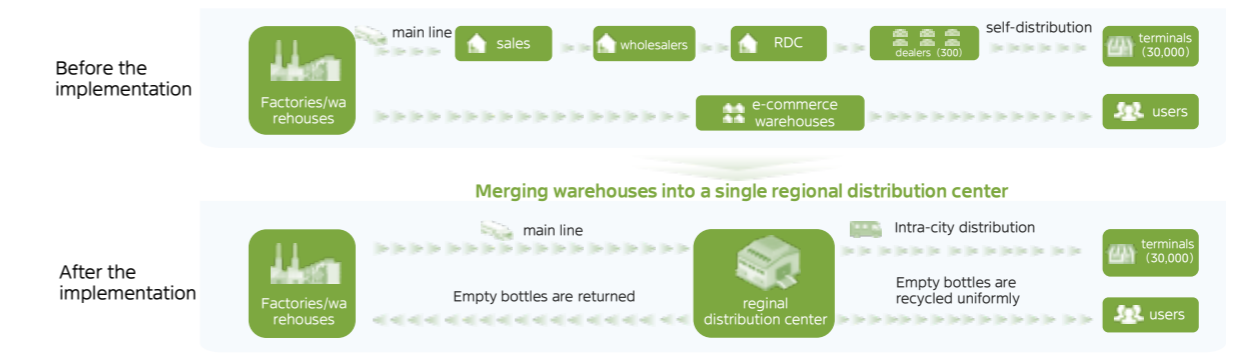 Before the
implementation
Factories/wa
rehouses
main line
sales
wholesalers
RDC
dealers (300)
self-distribution
terminals
(30,000)
e-commerce
warehouses
users
Merging warehouses into a single regional distribution center
After the
implementation
Factories/wa
rehouses
main line
Empty bottles are returned
reginal
distribution center
Intra-city distribution
Empty bottles are
recycled uniformly
terminals
(30,000)
users